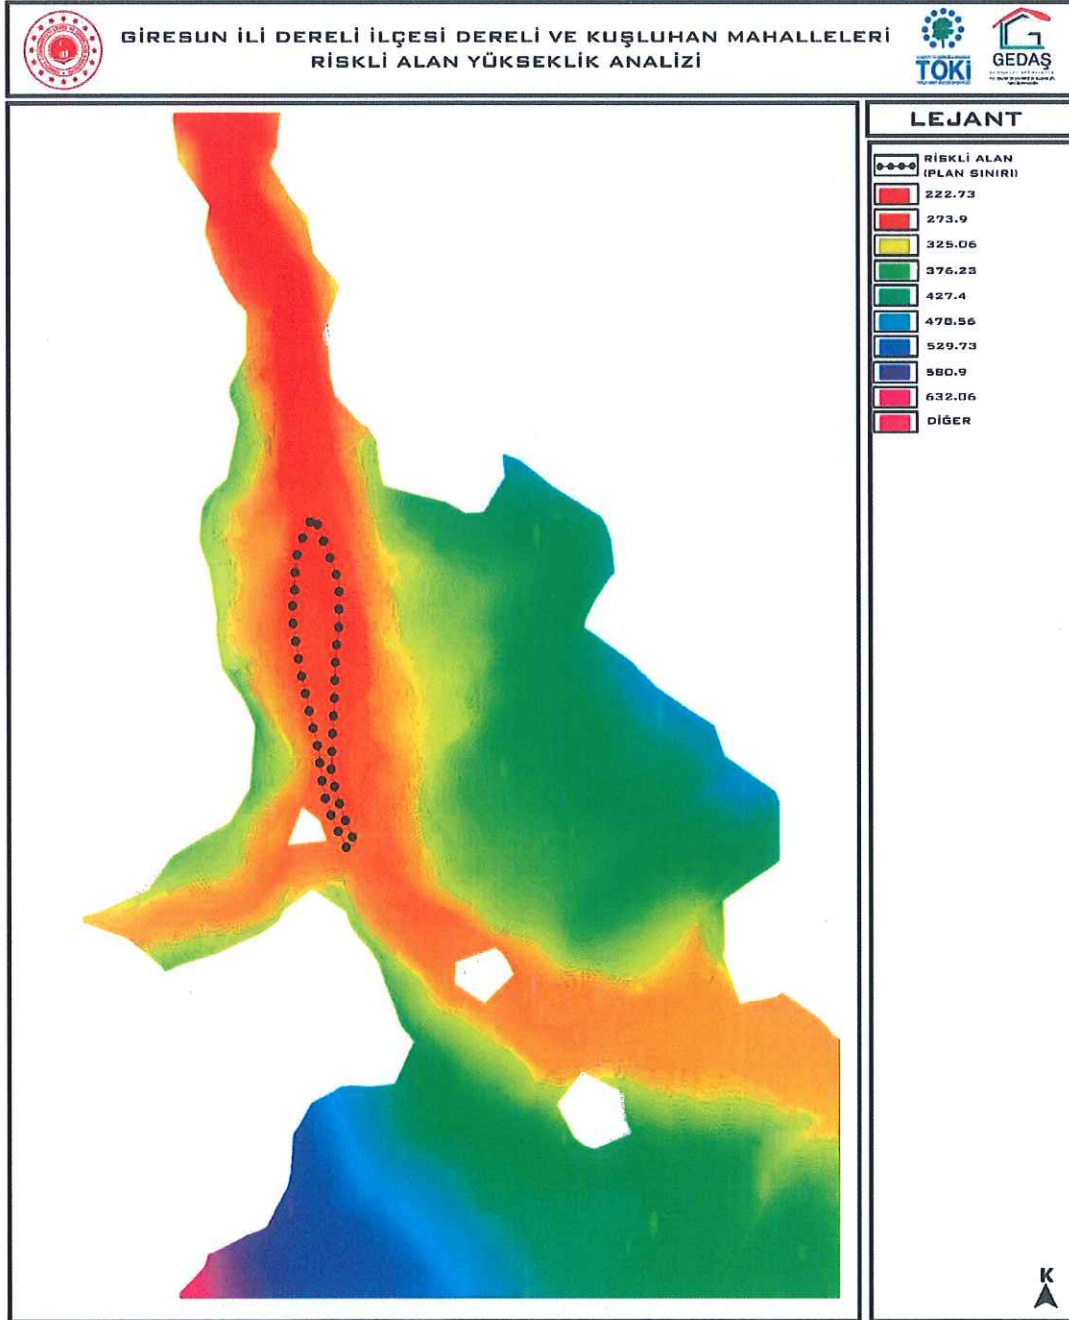 GİRESUN İLİ DERELİ İLÇESİ DERELİ VE KUŞLUHAN MAHALLELERİ
RİSKLİ ALAN YÜKSEKLİK ANALİZİ
TOKİ
GEDAŞ
LEJANT
RİSKLİ ALAN
(PLAN SINIRI)
222.73
273.9
325.06
376.23
427.4
478.56
529.73
580.9
632.06
DİĞER
K